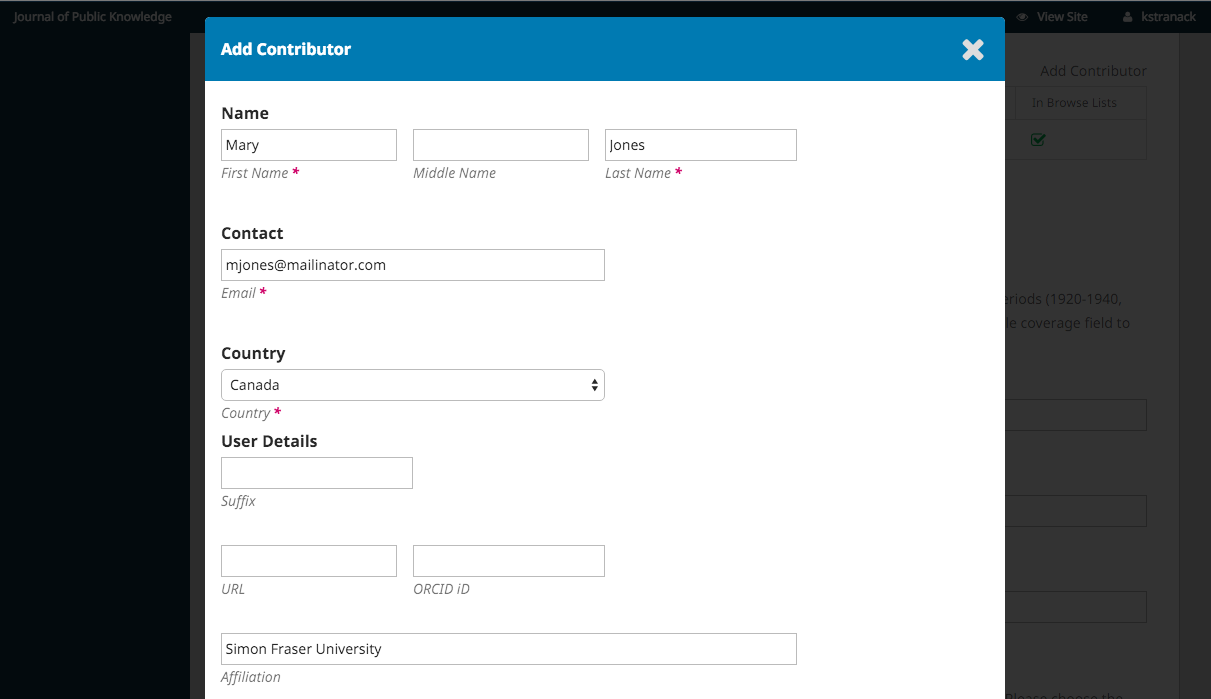 Journal of Public Knowledge
View Site
kstranack
Add Contributor
Add Contributor
In Browse Lists
Name
Mary
Jones
First Name *
Middle Name
Last Name *
Contact
mjones@mailinator.com
Email *
(1920-1940,
coverage field to
Country
Canada
Country *
User Details
Suffix
URL
ORCID iD
Simon Fraser University
Affiliation